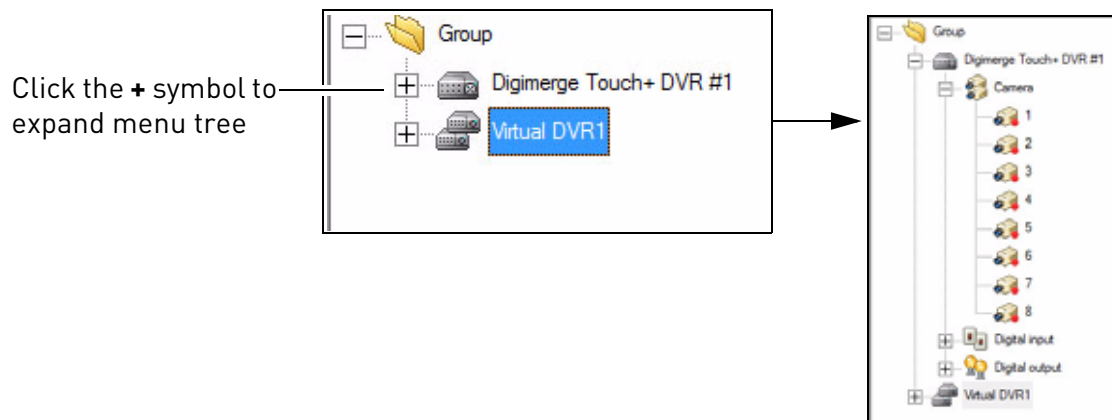 Click the + symbol to
expand menu tree
Group
Digimerge Touch+ DVR #1
Virtual DVR1
Group
Digimerge Touch+ DVR #1
Camera
1
2
3
4
5
6
7
8
Digital input
Digital output
Virtual DVR1